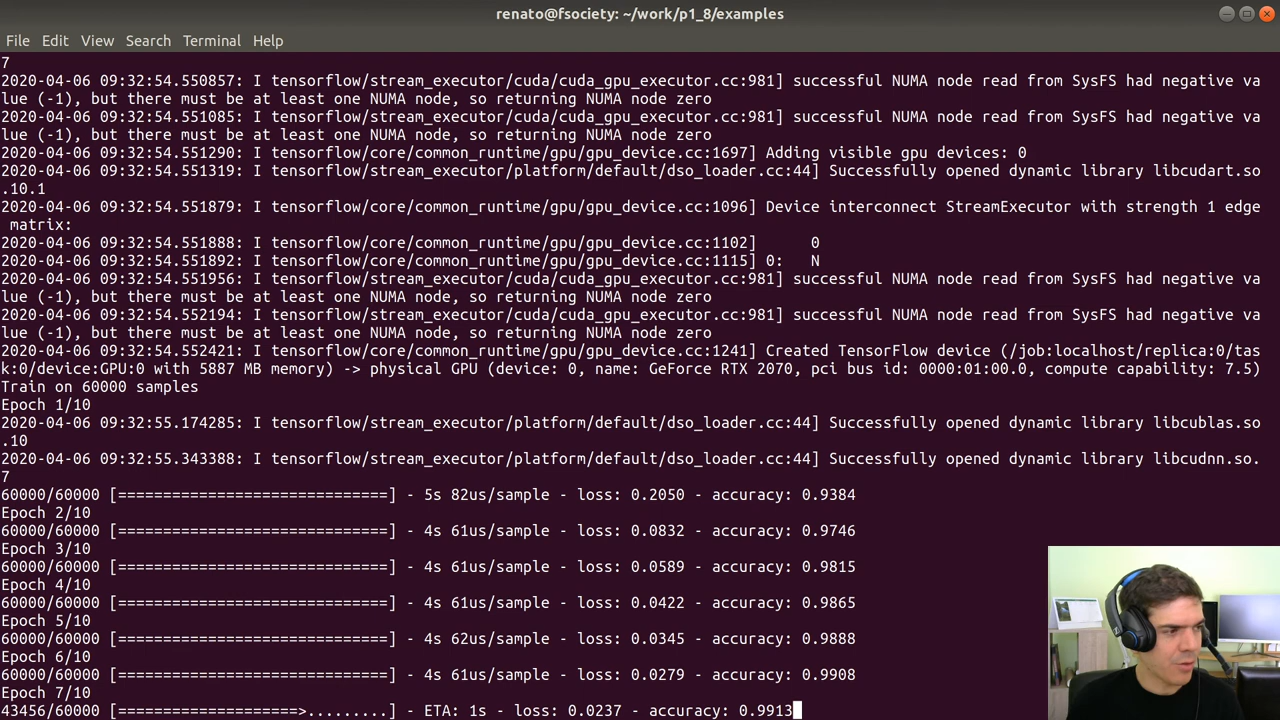 renato@fsociety: ~/work/p1_8/examples
File Edit View Search Terminal Help
7
2020-04-06 09:32:54.550857: I tensorflow/stream_executor/cuda/cuda_gpu_executor.cc:981] successful NUMA node read from SysFS had negative va
lue (-1), but there must be at least one NUMA node, so returning NUMA node zero
2020-04-06 09:32:54.551085: I tensorflow/stream_executor/cuda/cuda_gpu_executor.cc:981] successful NUMA node read from SysFS had negative va
lue (-1), but there must be at least one NUMA node, so returning NUMA node zero
2020-04-06 09:32:54.551290: I tensorflow/core/common_runtime/gpu/gpu_device.cc:1697] Adding visible gpu devices: 0
2020-04-06 09:32:54.551319: I tensorflow/stream_executor/platform/default/dso_loader.cc:44] Successfully opened dynamic library libcudart.so
.10.1
2020-04-06 09:32:54.551879: I tensorflow/core/common_runtime/gpu/gpu_device.cc:1096] Device interconnect StreamExecutor with strength 1 edge
 matrix:
2020-04-06 09:32:54.551888: I tensorflow/core/common_runtime/gpu/gpu_device.cc:1102]      0
2020-04-06 09:32:54.551892: I tensorflow/core/common_runtime/gpu/gpu_device.cc:1115] 0:   N
2020-04-06 09:32:54.551956: I tensorflow/stream_executor/cuda/cuda_gpu_executor.cc:981] successful NUMA node read from SysFS had negative va
lue (-1), but there must be at least one NUMA node, so returning NUMA node zero
2020-04-06 09:32:54.552194: I tensorflow/stream_executor/cuda/cuda_gpu_executor.cc:981] successful NUMA node read from SysFS had negative va
lue (-1), but there must be at least one NUMA node, so returning NUMA node zero
2020-04-06 09:32:54.552421: I tensorflow/core/common_runtime/gpu/gpu_device.cc:1241] Created TensorFlow device (/job:localhost/replica:0/tas
k:0/device:GPU:0 with 5887 MB memory) -> physical GPU (device: 0, name: GeForce RTX 2070, pci bus id: 0000:01:00.0, compute capability: 7.5)
Train on 60000 samples
Epoch 1/10
2020-04-06 09:32:55.174285: I tensorflow/stream_executor/platform/default/dso_loader.cc:44] Successfully opened dynamic library libcublas.so
.10
2020-04-06 09:32:55.343388: I tensorflow/stream_executor/platform/default/dso_loader.cc:44] Successfully opened dynamic library libcudnn.so.
7
60000/60000 [==============================] - 5s 82us/sample - loss: 0.2050 - accuracy: 0.9384
Epoch 2/10
60000/60000 [==============================] - 4s 61us/sample - loss: 0.0832 - accuracy: 0.9746
Epoch 3/10
60000/60000 [==============================] - 4s 61us/sample - loss: 0.0589 - accuracy: 0.9815
Epoch 4/10
60000/60000 [==============================] - 4s 61us/sample - loss: 0.0422 - accuracy: 0.9865
Epoch 5/10
60000/60000 [==============================] - 4s 62us/sample - loss: 0.0345 - accuracy: 0.9888
Epoch 6/10
60000/60000 [==============================] - 4s 61us/sample - loss: 0.0279 - accuracy: 0.9908
Epoch 7/10
43456/60000 [====================>.........] - ETA: 1s - loss: 0.0237 - accuracy: 0.9913